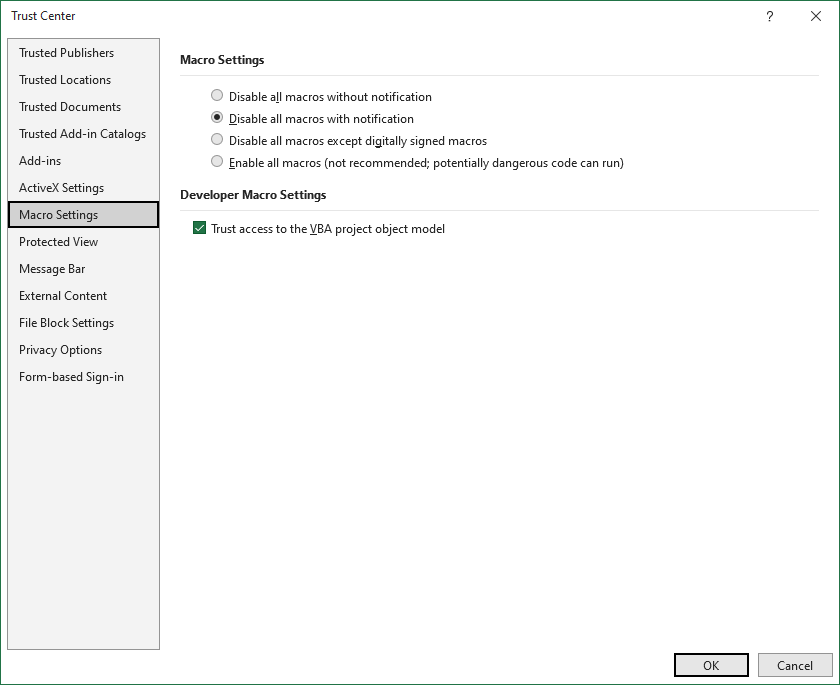 Trust Center
?
Trusted Publishers
Trusted Locations
Trusted Documents
Trusted Add-in Catalogs
Add-ins
ActiveX Settings
Macro Settings
Protected View
Message Bar
External Content
File Block Settings
Privacy Options
Form-based Sign-in
Macro Settings
Disable all macros without notification
Disable all macros with notification
Disable all macros except digitally signed macros
Enable all macros (not recommended; potentially dangerous code can run)
Developer Macro Settings
Trust access to the VBA project object model
OK
Cancel